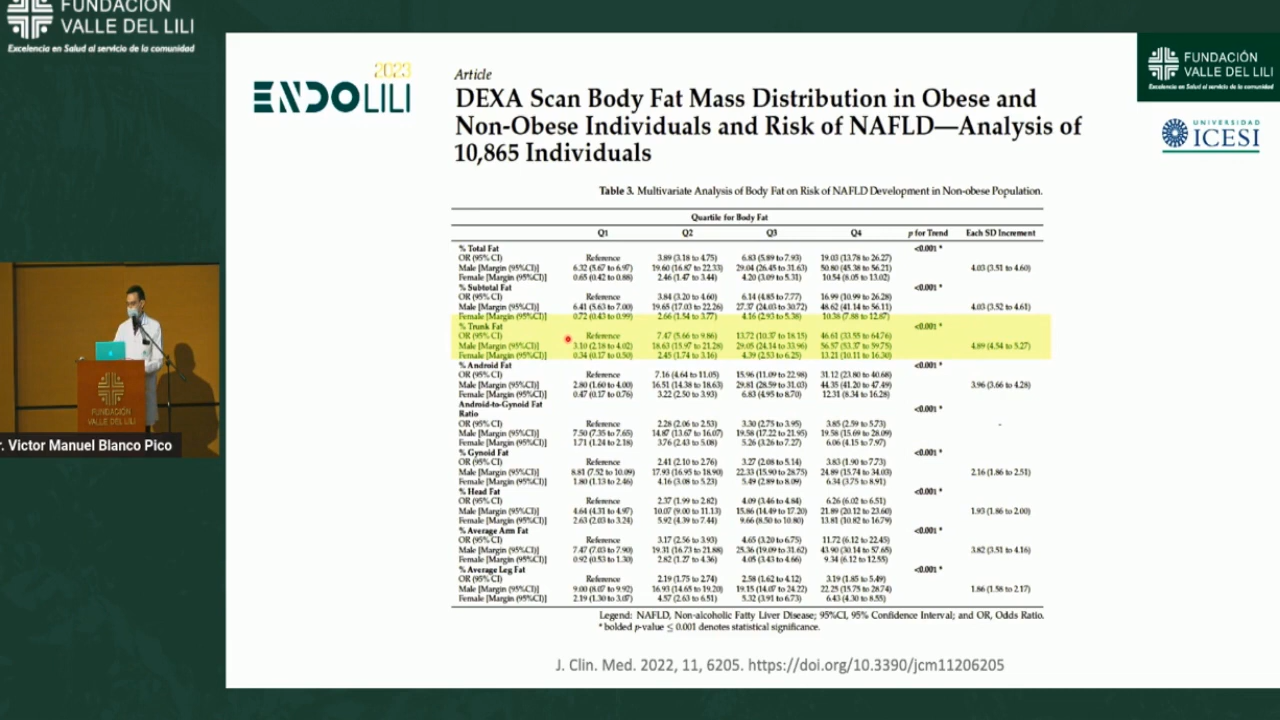 FUNDACIÓN
VALLE DEL LILI
Excelencia en Salud al servicio de la comunidad
2023
ENDOLILI
FUNDACIÓN
VALLE DEL LILI
Excelencia en Salud al servicio de la comunidad
UNIVERSIDAD
ICESI
Article
DEXA Scan Body Fat Mass Distribution in Obese and
Non-Obese Individuals and Risk of NAFLD—Analysis of
10,865 Individuals
Table 3. Multivariate Analysis of Body Fat on Risk of NAFLD Development in Non-obese Population.
Quartile for Body Fat
Q1 Q2 Q3 Q4 p for Trend Each SD Increment
% Total Fat <0.001 *
OR (95% CI) Reference 3.89 (3.18 to 4.75) 6.83 (5.89 to 7.93) 19.03 (13.78 to 26.27)
Male [Margin (95%CI)] 6.32 (5.67 to 6.97) 19.60 (16.87 to 22.33) 29.04 (26.45 to 31.63) 50.80 (45.38 to 56.21) 4.03 (3.51 to 4.60)
Female [Margin (95%CI)] 0.65 (0.42 to 0.88) 2.46 (1.47 to 3.44) 4.20 (3.09 to 5.31) 10.54 (8.05 to 13.02)
% Subtotal Fat <0.001 *
OR (95% CI) Reference 3.84 (3.20 to 4.60) 6.14 (4.85 to 7.77) 16.99 (10.99 to 26.28)
Male [Margin (95%CI)] 6.41 (5.63 to 7.00) 19.65 (17.03 to 22.26) 27.37 (24.03 to 30.72) 48.62 (41.14 to 56.11) 4.03 (3.52 to 4.61)
Female [Margin (95%CI)] 0.72 (0.43 to 0.99) 2.66 (1.54 to 3.77) 4.16 (2.93 to 5.38) 10.38 (7.88 to 12.87)
% Trunk Fat <0.001 *
OR (95% CI) Reference 7.47 (5.66 to 9.86) 13.72 (10.37 to 18.15) 46.61 (33.55 to 64.76)
Male [Margin (95%CI)] 3.10 (2.18 to 4.02) 18.63 (15.97 to 21.28) 29.05 (24.14 to 33.96) 56.57 (53.37 to 59.75) 4.89 (4.54 to 5.27)
Female [Margin (95%CI)] 0.34 (0.17 to 0.50) 2.45 (1.74 to 3.16) 4.39 (2.53 to 6.25) 13.21 (10.11 to 16.30)
% Android Fat <0.001 *
OR (95% CI) Reference 7.16 (4.64 to 11.05) 15.96 (11.09 to 22.98) 31.12 (23.80 to 40.68)
Male [Margin (95%CI)] 2.80 (1.60 to 4.00) 16.51 (14.38 to 18.63) 29.81 (28.59 to 31.03) 44.35 (41.20 to 47.49) 3.96 (3.66 to 4.28)
Female [Margin (95%CI)] 0.47 (0.17 to 0.76) 3.22 (2.50 to 3.93) 6.83 (4.95 to 8.70) 12.31 (8.34 to 16.28)
Android-to-Gynoid Fat
Ratio <0.001 *
OR (95% CI) Reference 2.28 (2.06 to 2.53) 3.30 (2.75 to 3.95) 3.85 (2.59 to 5.73) -
Male [Margin (95%CI)] 7.50 (7.35 to 7.65) 14.87 (13.67 to 16.07) 19.58 (17.22 to 21.95) 19.58 (15.69 to 28.09)
Female [Margin (95%CI)] 1.71 (1.24 to 2.18) 3.76 (2.43 to 5.08) 5.26 (3.26 to 7.27) 6.06 (4.15 to 7.97)
% Gynoid Fat <0.001 *
OR (95% CI) Reference 2.41 (2.10 to 2.76) 3.27 (2.08 to 5.14) 3.83 (1.90 to 7.73)
Male [Margin (95%CI)] 8.81 (7.52 to 10.09) 17.93 (16.95 to 18.90) 22.33 (15.90 to 28.75) 24.89 (15.74 to 34.03) 2.16 (1.86 to 2.51)
Female [Margin (95%CI)] 1.80 (1.13 to 2.46) 4.16 (3.08 to 5.23) 5.49 (2.89 to 8.09) 6.34 (3.75 to 8.91)
% Head Fat <0.001 *
OR (95% CI) Reference 2.37 (1.99 to 2.82) 4.09 (3.46 to 4.84) 6.26 (6.02 to 6.51)
Male [Margin (95%CI)] 4.64 (4.31 to 4.97) 10.07 (9.00 to 11.13) 15.86 (14.49 to 17.20) 21.89 (20.12 to 23.60) 1.93 (1.86 to 2.00)
Female [Margin (95%CI)] 2.63 (2.03 to 3.24) 5.92 (4.39 to 7.44) 9.66 (8.50 to 10.80) 13.81 (10.82 to 16.79)
% Average Arm Fat <0.001 *
OR (95% CI) Reference 3.17 (2.56 to 3.93) 4.65 (3.20 to 6.75) 11.72 (6.12 to 22.45)
Male [Margin (95%CI)] 7.47 (7.03 to 7.90) 19.31 (16.73 to 21.88) 25.36 (19.09 to 31.62) 43.90 (30.14 to 57.65) 3.82 (3.51 to 4.16)
Female [Margin (95%CI)] 0.92 (0.53 to 1.30) 2.82 (1.27 to 4.36) 4.05 (3.43 to 4.66) 9.34 (6.12 to 12.55)
% Average Leg Fat <0.001 *
OR (95% CI) Reference 2.19 (1.75 to 2.74) 2.58 (1.62 to 4.12) 3.19 (1.85 to 5.49)
Male [Margin (95%CI)] 9.00 (8.07 to 9.92) 16.93 (14.65 to 19.20) 19.15 (14.07 to 24.22) 22.25 (15.75 to 28.74) 1.86 (1.58 to 2.17)
Female [Margin (95%CI)] 2.19 (1.30 to 3.07) 4.57 (2.63 to 6.51) 5.32 (3.91 to 6.73) 6.43 (4.30 to 8.55)
Legend: NAFLD, Non-alcoholic Fatty Liver Disease; 95%CI, 95% Confidence Interval; and OR, Odds Ratio.
* bolded p-value ≤ 0.001 denotes statistical significance.
J. Clin. Med. 2022, 11, 6205. https://doi.org/10.3390/jcm11206205
FUNDACIÓN
VALLE DEL LILI
r. Victor Manuel Blanco Pico